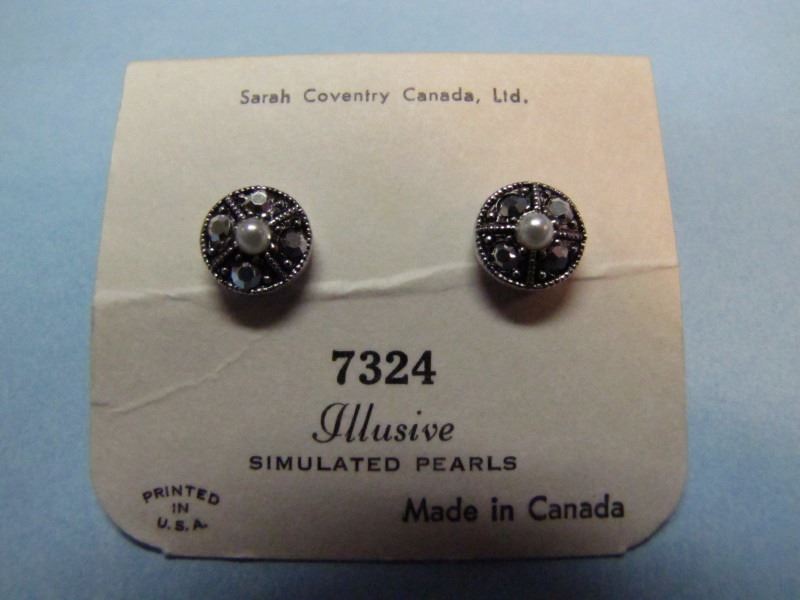 Sarah Coventry Canada, Ltd.
7324
Illusive
SIMULATED PEARLS
PRINTED
IN
U.S.A.
Made in Canada